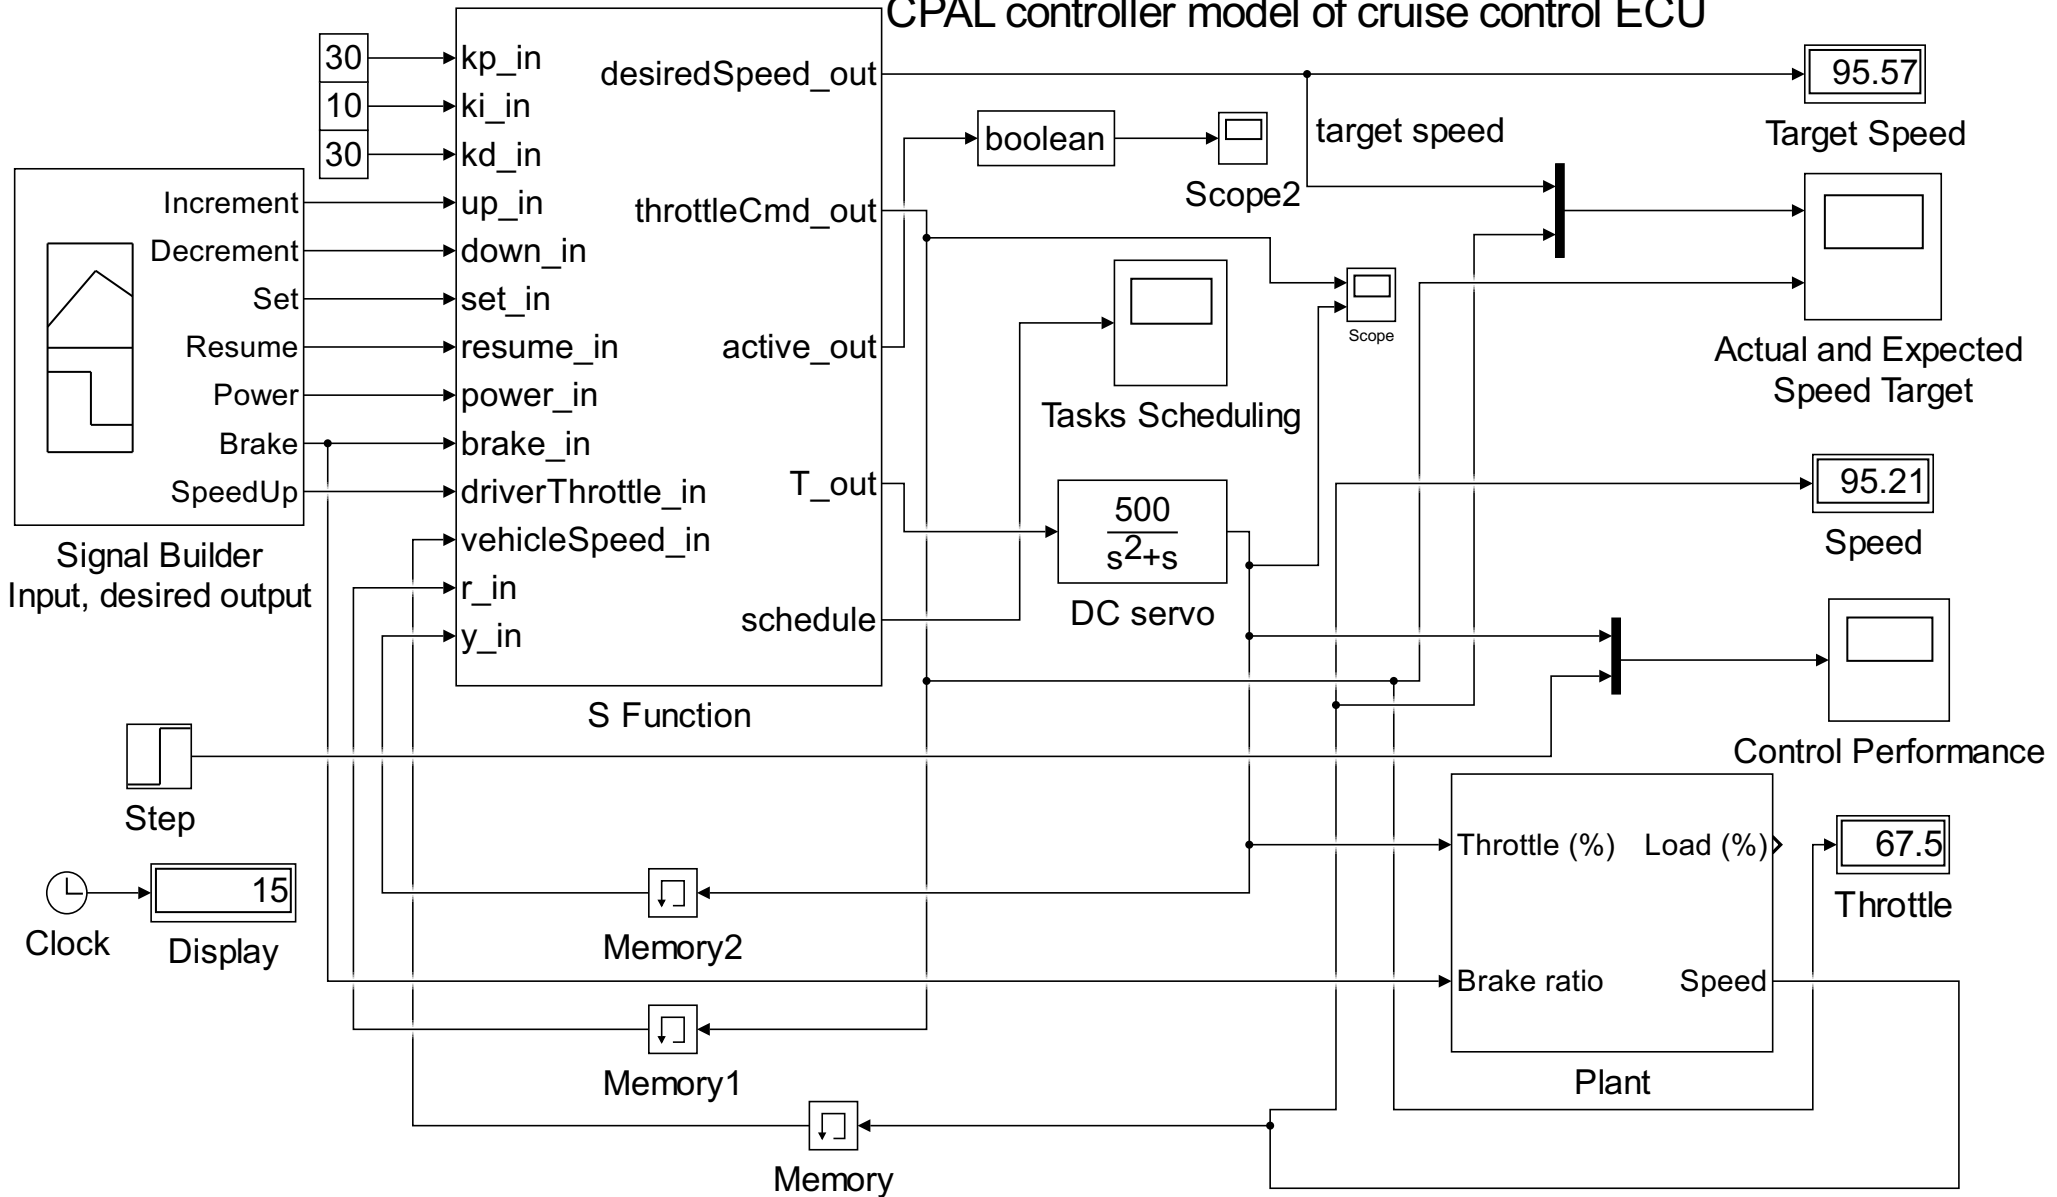 CPAL controller model of cruise control ECU
30
10
30
kp_in
ki_in
kd_in
up_in
down_in
set_in
resume_in
power_in
brake_in
driverThrottle_in
vehicleSpeed_in
r_in
y_in
desiredSpeed_out
throttleCmd_out
active_out
T_out
schedule
S Function
Increment
Decrement
Set
Resume
Power
Brake
SpeedUp
Signal Builder
Input, desired output
boolean
Scope2
target speed
95.57
Target Speed
Scope
Tasks Scheduling
Actual and Expected
Speed Target
500
s2+s
DC servo
95.21
Speed
Control Performance
Step
15
Clock
Display
Memory2
Memory1
Memory
Throttle (%)
Load (%)
Brake ratio
Speed
Plant
67.5
Throttle